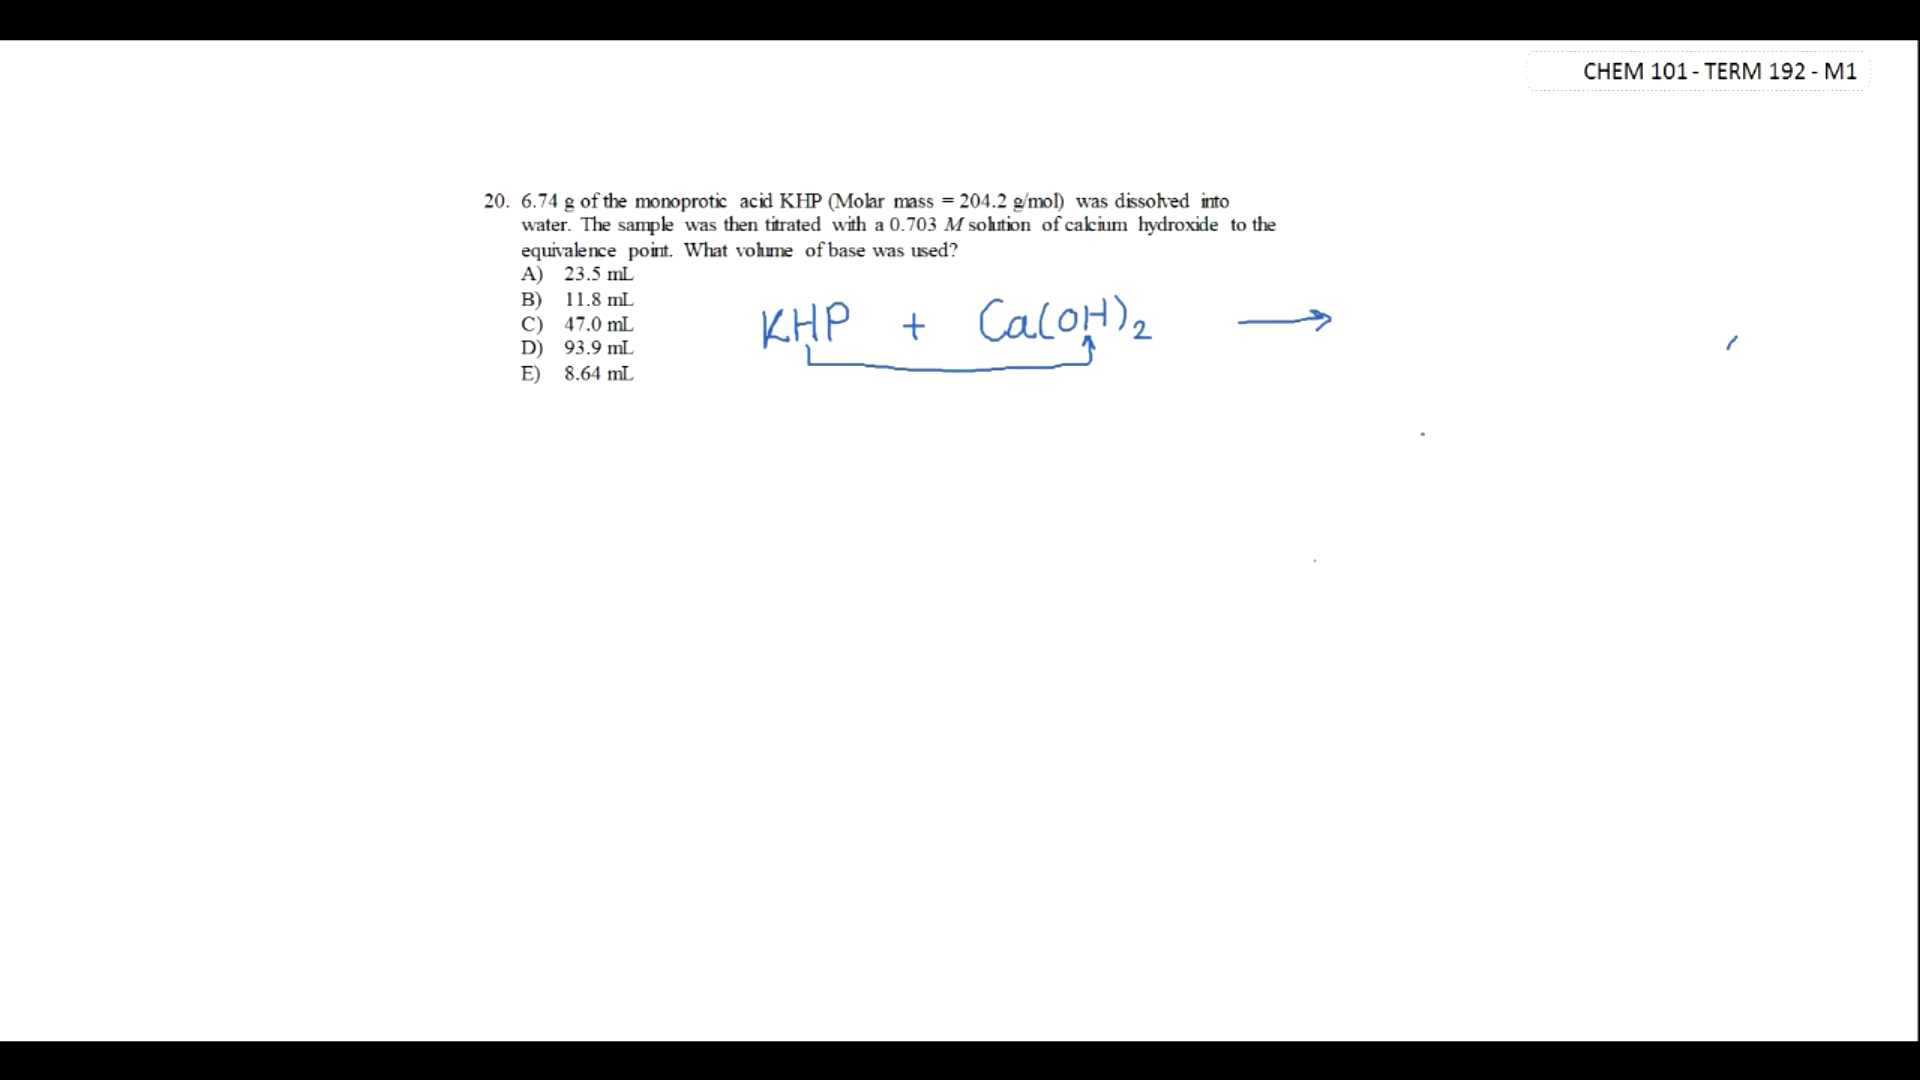 CHEM 101 - TERM 192 - M1
20. 6.74 g of the monoprotic acid KHP (Molar mass = 204.2 g/mol) was dissolved into
water. The sample was then titrated with a 0.703 M solution of calcium hydroxide to the
equivalence point. What volume of base was used?
A) 23.5 mL
B) 11.8 mL
C) 47.0 mL
D) 93.9 mL
E) 8.64 mL
KHP + Ca(OH)₂ →